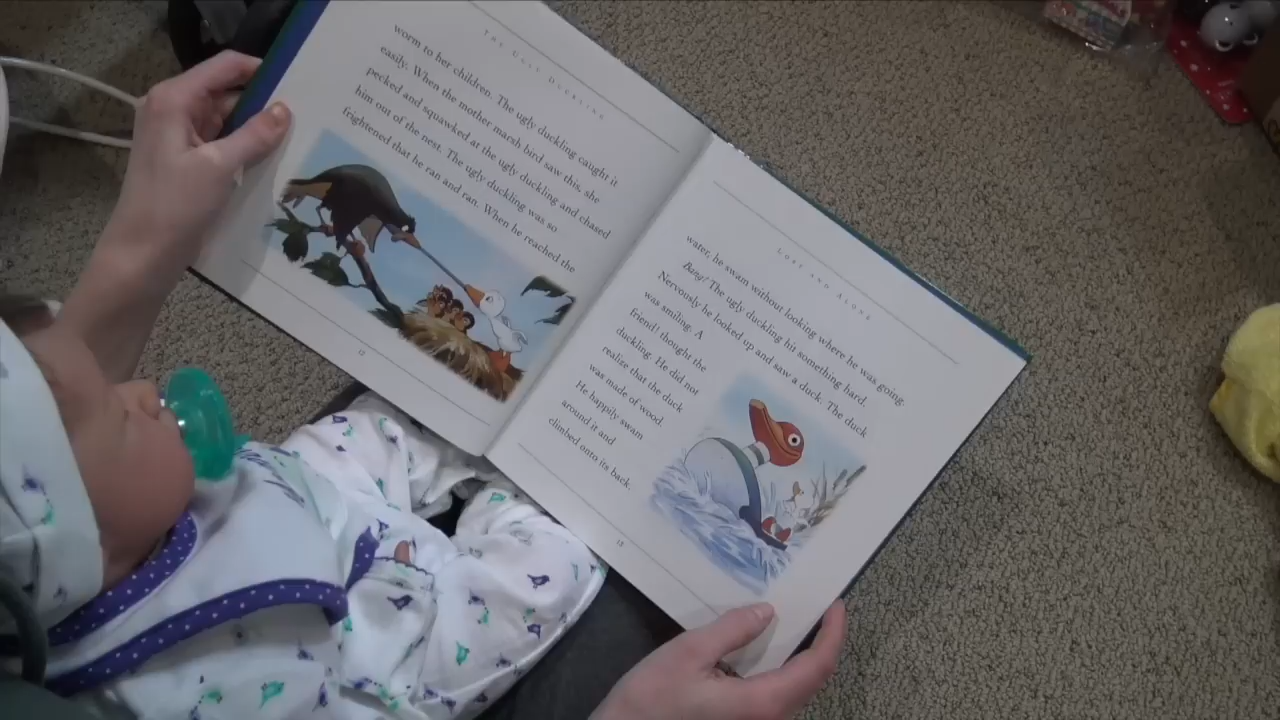 THE UGLY DUCKLING
worm to her children. The ugly duckling caught it
easily. When the mother marsh bird saw this, she
pecked and squawked at the ugly duckling and chased
him out of the nest. The ugly duckling was so
frightened that he ran and ran. When he reached the
12
LOST AND ALONE
water, he swam without looking where he was going
Bang! The ugly duckling hit something hard.
Nervously he looked up and saw a duck. The duck
was smiling. A
friend! thought the
duckling. He did not
realize that the duck
was made of wood.
He happily swam
around it and
climbed onto its back.
13